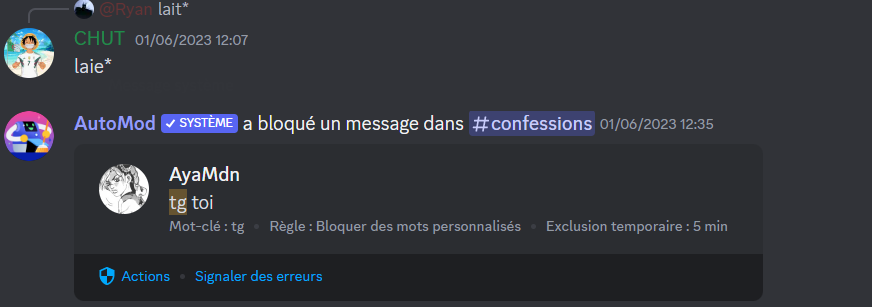 @Ryan lait*
CHUT 01/06/2023 12:07
laie*
AutoMod SYSTÈME a bloqué un message dans #confessions 01/06/2023 12:35
AyaMdn
tg toi
Mot-clé : tg • Règle : Bloquer des mots personnalisés • Exclusion temporaire : 5 min
Actions • Signaler des erreurs